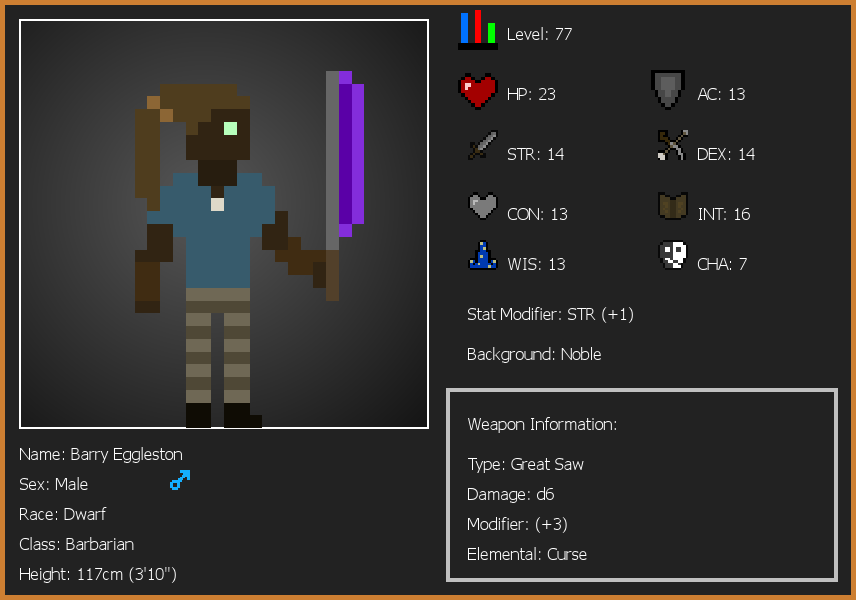 Level: 77
HP: 23
AC: 13
STR: 14
DEX: 14
CON: 13
INT: 16
WIS: 13
CHA: 7
Stat Modifier: STR (+1)
Background: Noble
Weapon Information:
Type: Great Saw
Damage: d6
Modifier: (+3)
Elemental: Curse
Name: Barry Eggleston
Sex: Male
Race: Dwarf
Class: Barbarian
Height: 117cm (3'10")